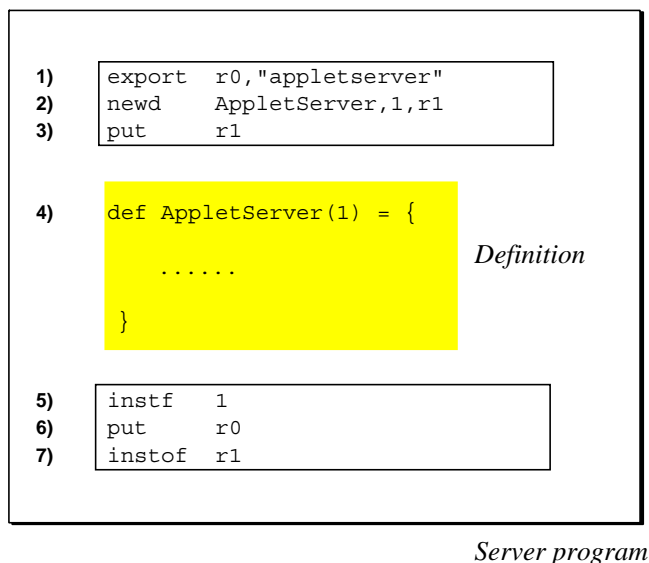 1) export r0,"appletserver"
2) newd AppletServer,1,r1
3) put r1
4) def AppletServer(1) = {
Definition
......
}
5) instf 1
6) put r0
7) instof r1
Server program